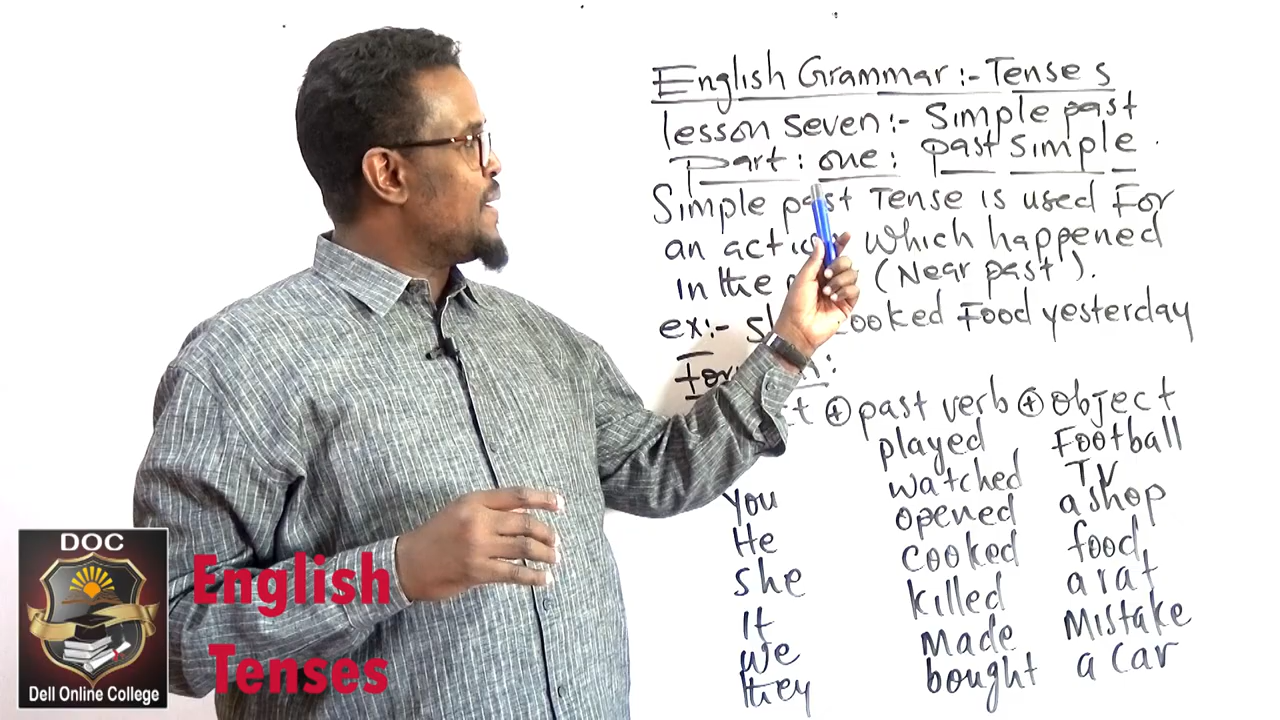 English Grammar :- Tenses
lesson seven :- Simple past
Part : one : past simple
Simple past Tense is used For
an which happened
in the (Near past).
ex:- cooked Food yesterday
⊕ past verb ⊕ object
played Football
watched TV
you opened a shop
He cooked food
she killed a rat
It Made Mistake
we bought a car
they
DOC
Dell Online College
English
Tenses